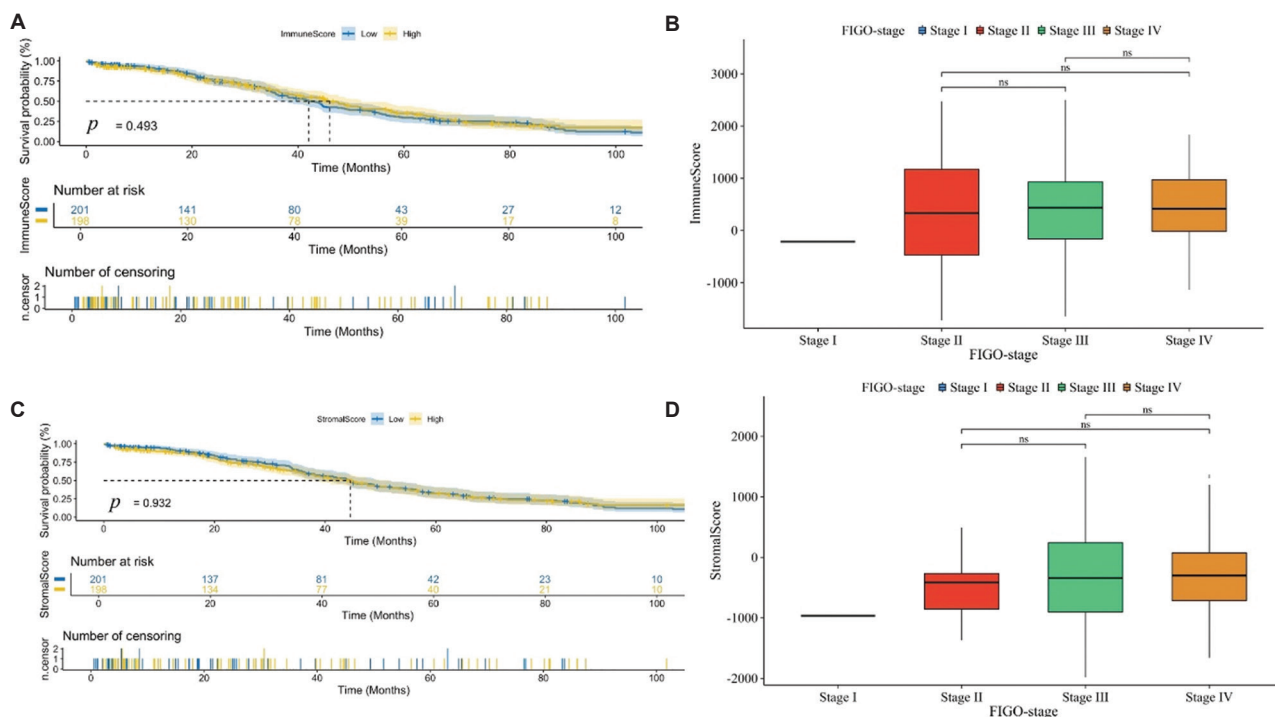 A
ImmuneScore Low High
Survival probability (%)
1.00
0.75
0.50
0.25
0.00
p = 0.493
0 20 40 60 80 100
Time (Months)
Number at risk
ImmuneScore
201 141 80 43 27 12
198 130 78 39 17 8
0 20 40 60 80 100
Time (Months)
Number of censoring
n.censor
2
1
0
0 20 40 60 80 100
Time (Months)
B
FIGO-stage Stage I Stage II Stage III Stage IV
ns
ns
ns
ImmuneScore
3000
2000
1000
0
-1000
Stage I Stage II Stage III Stage IV
FIGO-stage
C
StromalScore Low High
Survival probability (%)
1.00
0.75
0.50
0.25
0.00
p = 0.932
0 20 40 60 80 100
Time (Months)
Number at risk
StromalScore
201 137 81 42 23 10
198 134 77 40 21 10
0 20 40 60 80 100
Time (Months)
Number of censoring
n.censor
2
1
0
0 20 40 60 80 100
Time (Months)
D
FIGO-stage Stage I Stage II Stage III Stage IV
ns
ns
ns
StromalScore
2000
1000
0
-1000
-2000
Stage I Stage II Stage III Stage IV
FIGO-stage